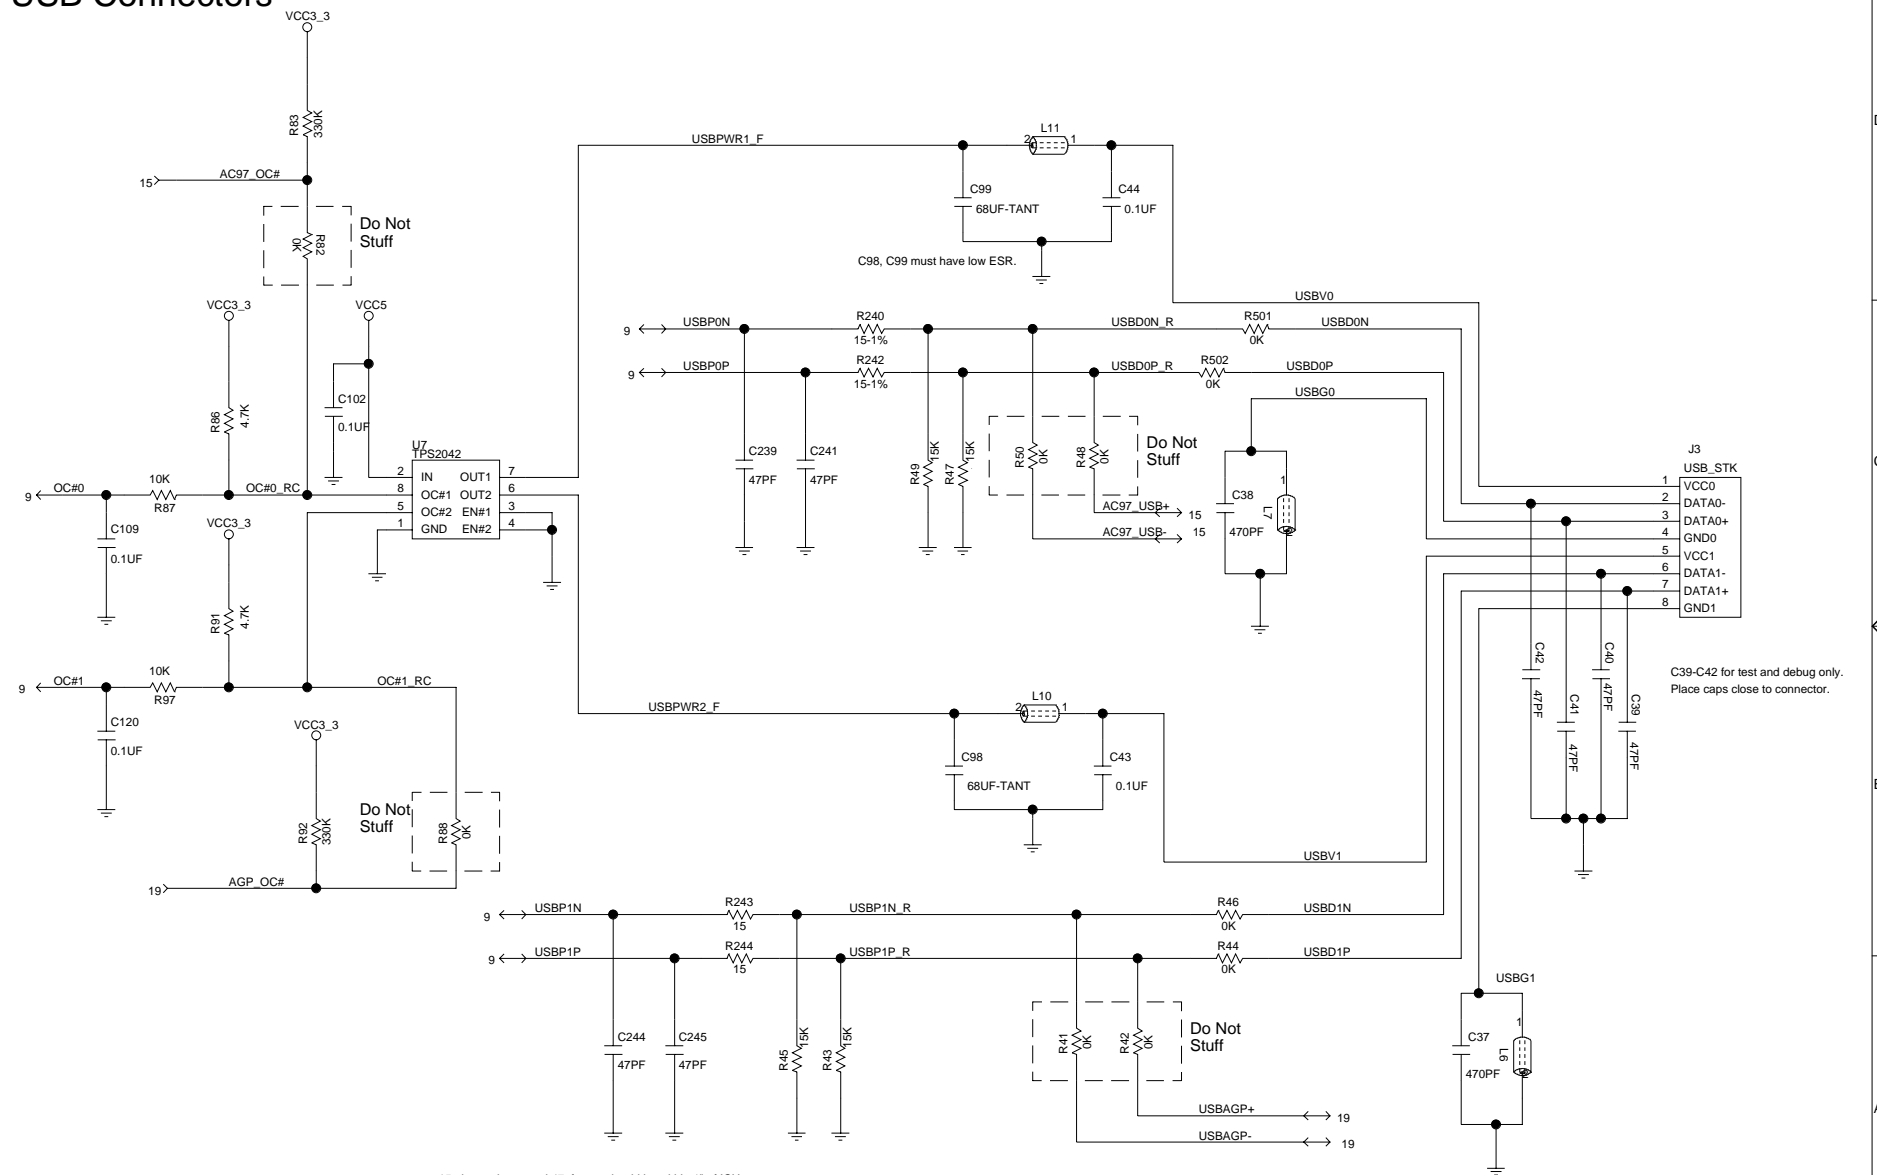 USB Connectors
VCC3_3
R83
330K
15
AC97_OC#
Do Not
Stuff
R82
0K
VCC3_3
VCC5
R86
4.7K
C102
0.1UF
U7
TPS2042
2 IN OUT1 7
8 OC#1 OUT2 6
5 OC#2 EN#1 3
1 GND EN#2 4
9
OC#0
10K
R87
OC#0_RC
C109
0.1UF
VCC3_3
R91
4.7K
9
OC#1
10K
R97
OC#1_RC
C120
0.1UF
VCC3_3
R92
330K
Do Not
Stuff
R88
0K
19
AGP_OC#
USBPWR1_F
L11
2 1
C99
68UF-TANT
C44
0.1UF
C98, C99 must have low ESR.
USBV0
9
USBP0N
R240
15-1%
USBD0N_R
R501
0K
USBD0N
9
USBP0P
R242
15-1%
USBD0P_R
R502
0K
USBD0P
USBG0
C239
47PF
C241
47PF
R49
15K
R47
15K
R50
0K
R48
0K
Do Not
Stuff
AC97_USB+
15
AC97_USB-
15
C38
470PF
1
L7
2
J3
USB_STK
1 VCC0
2 DATA0-
3 DATA0+
4 GND0
5 VCC1
6 DATA1-
7 DATA1+
8 GND1
C42
47PF
C41
47PF
C40
47PF
C39
47PF
C39-C42 for test and debug only.
Place caps close to connector.
USBPWR2_F
L10
2 1
C98
68UF-TANT
C43
0.1UF
USBV1
9
USBP1N
R243
15
USBP1N_R
R46
0K
USBD1N
9
USBP1P
R244
15
USBP1P_R
R44
0K
USBD1P
C244
47PF
C245
47PF
R45
15K
R43
15K
R41
0K
R42
0K
Do Not
Stuff
USBAGP+
19
USBAGP-
19
USBG1
C37
470PF
1
L6
2